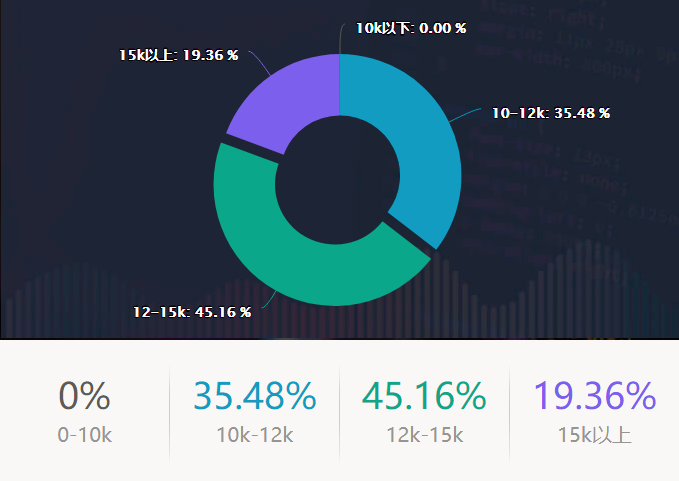 10k以下: 0.00 %
15k以上: 19.36 %
10-12k: 35.48 %
12-15k: 45.16 %
0% 35.48% 45.16% 19.36%
0-10k 10k-12k 12k-15k 15k以上